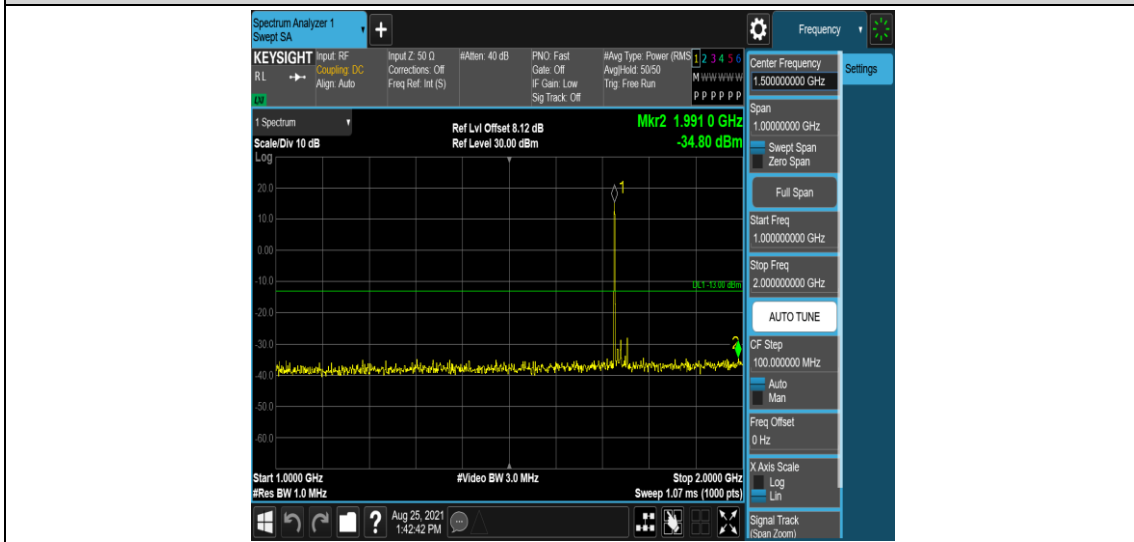 Spectrum Analyzer 1
Swept SA
+
Frequency
KEYSIGHT
RL
LXI
Input: RF
Coupling: DC
Align: Auto
Input Z: 50 Ω
Corrections: Off
Freq Ref: Int (S)
#Atten: 40 dB
PNO: Fast
Gate: Off
IF Gain: Low
Sig Track: Off
#Avg Type: Power (RMS
Avg|Hold: 50/50
Trig: Free Run
1 2 3 4 5 6
M W W W W W
P P P P P P
1 Spectrum
Scale/Div 10 dB
Log
Ref Lvl Offset 8.12 dB
Ref Level 30.00 dBm
Mkr2 1.991 0 GHz
-34.80 dBm
20.0
10.0
0.00
-10.0
-20.0
-30.0
-40.0
-50.0
-60.0
1
DL1 -13.00 dBm
2
Start 1.0000 GHz
#Res BW 1.0 MHz
#Video BW 3.0 MHz
Stop 2.0000 GHz
Sweep 1.07 ms (1000 pts)
?
Aug 25, 2021
1:42:42 PM
Center Frequency
1.500000000 GHz
Settings
Span
1.00000000 GHz
Swept Span
Zero Span
Full Span
Start Freq
1.000000000 GHz
Stop Freq
2.000000000 GHz
AUTO TUNE
CF Step
100.000000 MHz
Auto
Man
Freq Offset
0 Hz
X Axis Scale
Log
Lin
Signal Track
(Span Zoom)